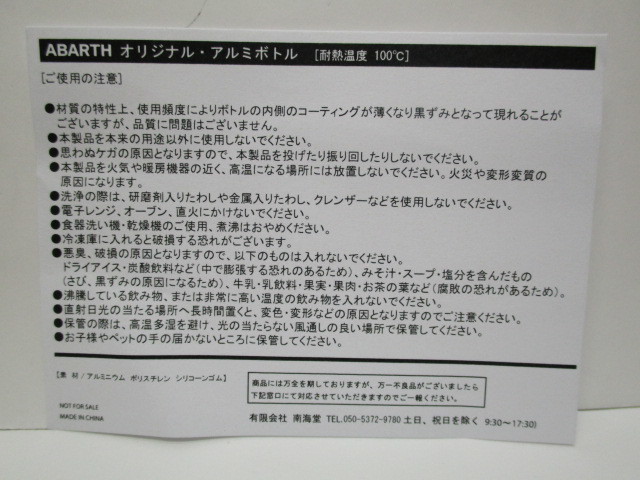 ABARTH オリジナル・アルミボトル [耐熱温度 100℃]
[ご使用の注意]
●材質の特性上、使用頻度によりボトルの内側のコーティングが薄くなり黒ずみとなって現れることが
ございますが、品質に問題はございません。
●本製品を本来の用途以外に使用しないでください。
●思わぬケガの原因となりますので、本製品を投げたり振り回したりしないでください。
●本製品を火気や暖房機器の近く、高温になる場所には放置しないでください。火災や変形変質の
原因になります。
●洗浄の際は、研磨剤入りたわしや金属入りたわし、クレンザーなどを使用しないでください。
●電子レンジ、オーブン、直火にかけないでください。
●食器洗い機・乾燥機のご使用、煮沸はおやめください。
●冷凍庫に入れると破損する恐れがございます。
●悪臭、破損の原因となりますので、以下のものは入れないでください。
ドライアイス・炭酸飲料など(中で膨張する恐れのあるため)、みそ汁・スープ・塩分を含んだもの
(さび、黒ずみの原因になるため)、牛乳・乳飲料・果実・果肉・お茶の葉など(腐敗の恐れがあるため)。
●沸騰している飲み物、または非常に高い温度の飲み物を入れないでください。
●直射日光の当たる場所へ長時間置くと、変色・変形などの原因となりますのでご注意ください。
●保管の際は、高温多湿を避け、光の当たらない風通しの良い場所で保管してください。
●お子様やペットの手の届かないところに保管してください。
[素 材/アルミニウム ポリスチレン シリコーンゴム]
商品には万全を期しておりますが、万一不良品がございましたら
下記窓口にて対応させていただきますのでご一報ください。
NOT FOR SALE
MADE IN CHINA
有限会社 南海堂 TEL.050-5372-9780 土日、祝日を除く 9:30~17:30)